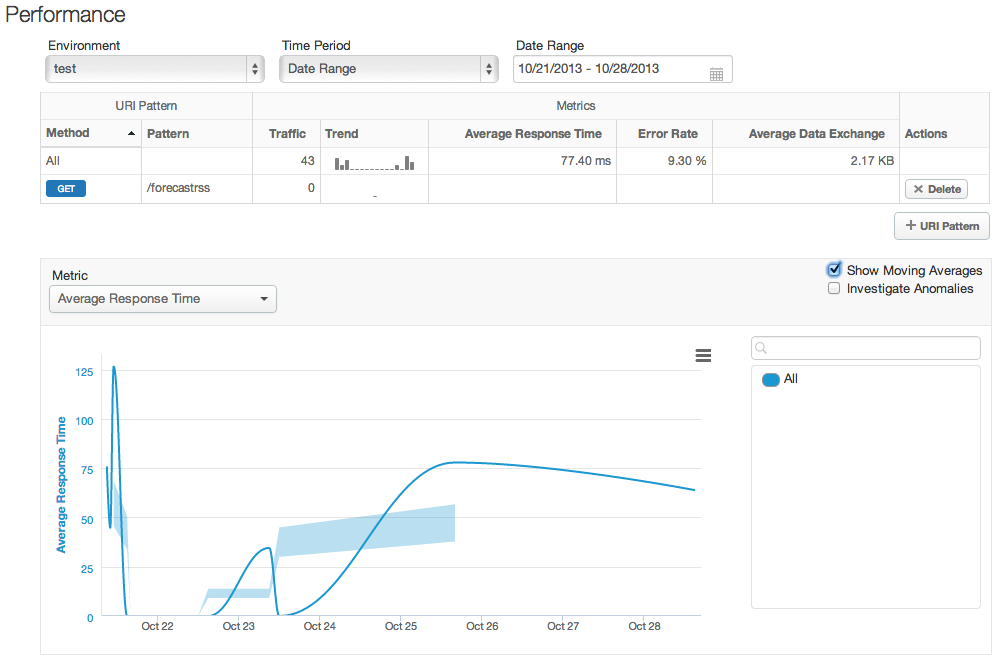 Performance
Environment Time Period Date Range
test Date Range 10/21/2013 - 10/28/2013
URI Pattern Metrics
Method Pattern Traffic Trend Average Response Time Error Rate Average Data Exchange Actions
All 43 77.40 ms 9.30 % 2.17 KB
GET /forecastrss 0 Delete
URI Pattern
Metric
Average Response Time
Show Moving Averages
Investigate Anomalies
All
Average Response Time
125
100
75
50
25
0
Oct 22 Oct 23 Oct 24 Oct 25 Oct 26 Oct 27 Oct 28